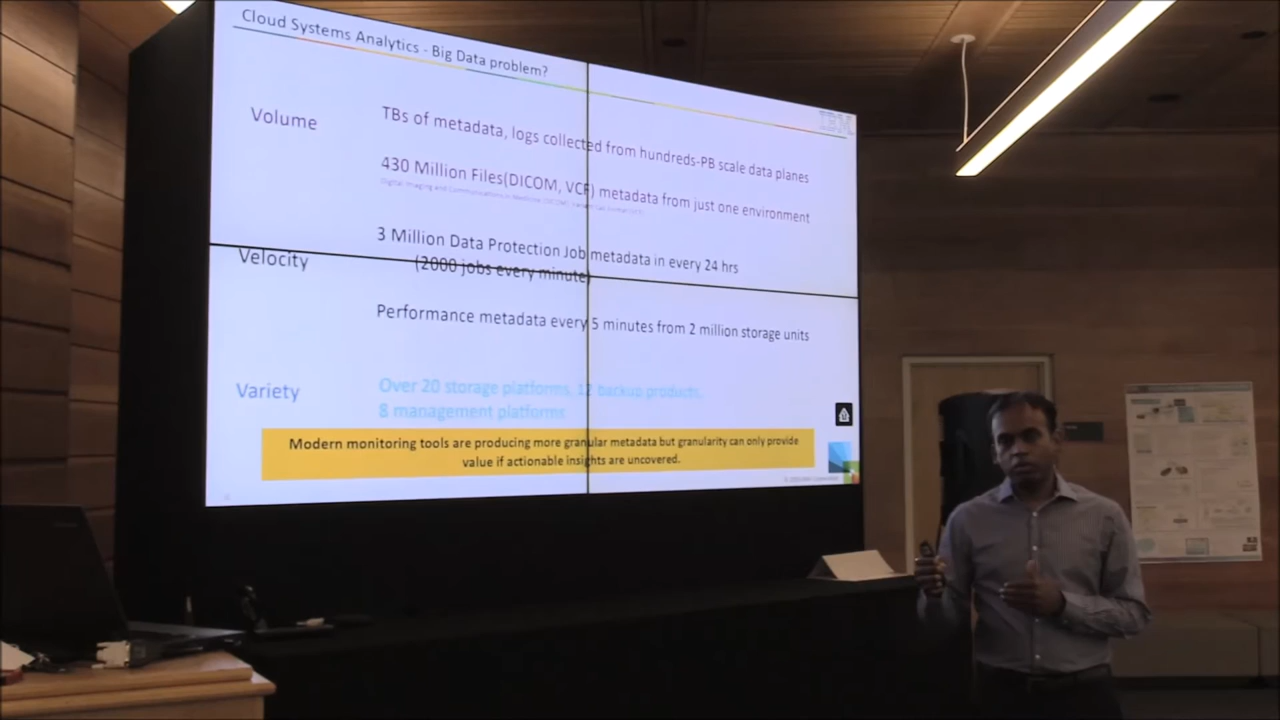 Cloud Systems Analytics - Big Data problem?
IBM
Volume
TBs of metadata, logs collected from hundreds-PB scale data planes
430 Million Files(DICOM, VCF) metadata from just one environment
3 Million Data Protection Job metadata in every 24 hrs
Velocity
(2000 jobs every minute)
Performance metadata every 5 minutes from 2 million storage units
Variety
Over 20 storage platforms, 12 backup products,
8 management platforms
Modern monitoring tools are producing more granular metadata but granularity can only provide
value if actionable insights are uncovered.